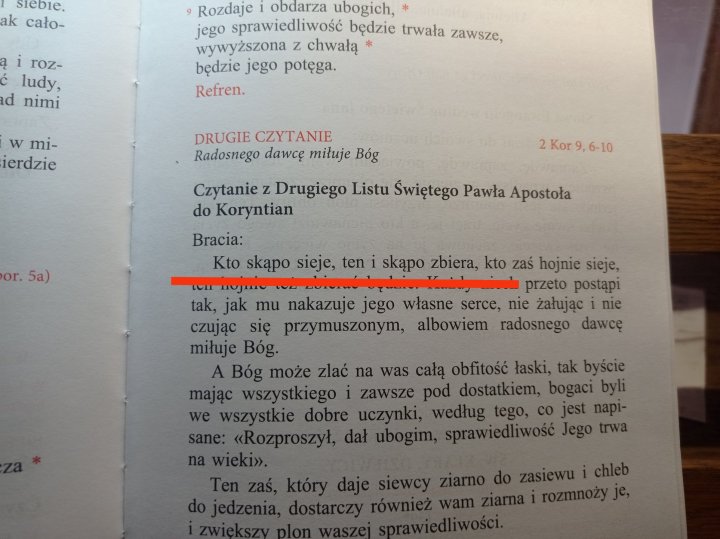 siebie.
ak cało-
ą i roz-
ć ludy,
ad nimi
i w mi-
sierdzie
por. 5a)
cza *
9 Rozdaje i obdarza ubogich, *
jego sprawiedliwość będzie trwała zawsze,
wywyższona z chwałą *
będzie jego potęga.
Refren.
DRUGIE CZYTANIE
2 Kor 9, 6-10
Radosnego dawcę miłuje Bóg
Czytanie z Drugiego Listu Świętego Pawła Apostoła
do Koryntian
Bracia:
Kto skąpo sieje, ten i skąpo zbiera, kto zaś hojnie sieje,
przeto postąpi
tak, jak mu nakazuje jego własne serce, nie żałując i nie
czując się przymuszonym, albowiem radosnego dawcę
miłuje Bóg.
A Bóg może zlać na was całą obfitość łaski, tak byście
mając wszystkiego i zawsze pod dostatkiem, bogaci byli
we wszystkie dobre uczynki, według tego, co jest napi-
sane: «Rozproszył, dał ubogim, sprawiedliwość Jego trwa
na wieki».
Ten zaś, który daje siewcy ziarno do zasiewu i chleb
do jedzenia, dostarczy również wam ziarna i rozmnoży je,
i zwiększy plon waszej sprawiedliwości.